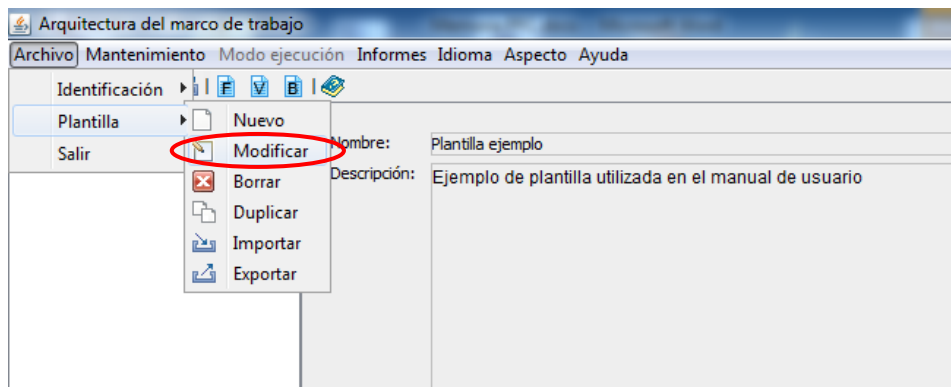 Arquitectura del marco de trabajo
Archivo Mantenimiento Modo ejecución Informes Idioma Aspecto Ayuda
Identificación
F V B
Plantilla
Salir
Nuevo
Modificar
Borrar
Duplicar
Importar
Exportar
Nombre: Plantilla ejemplo
Descripción: Ejemplo de plantilla utilizada en el manual de usuario